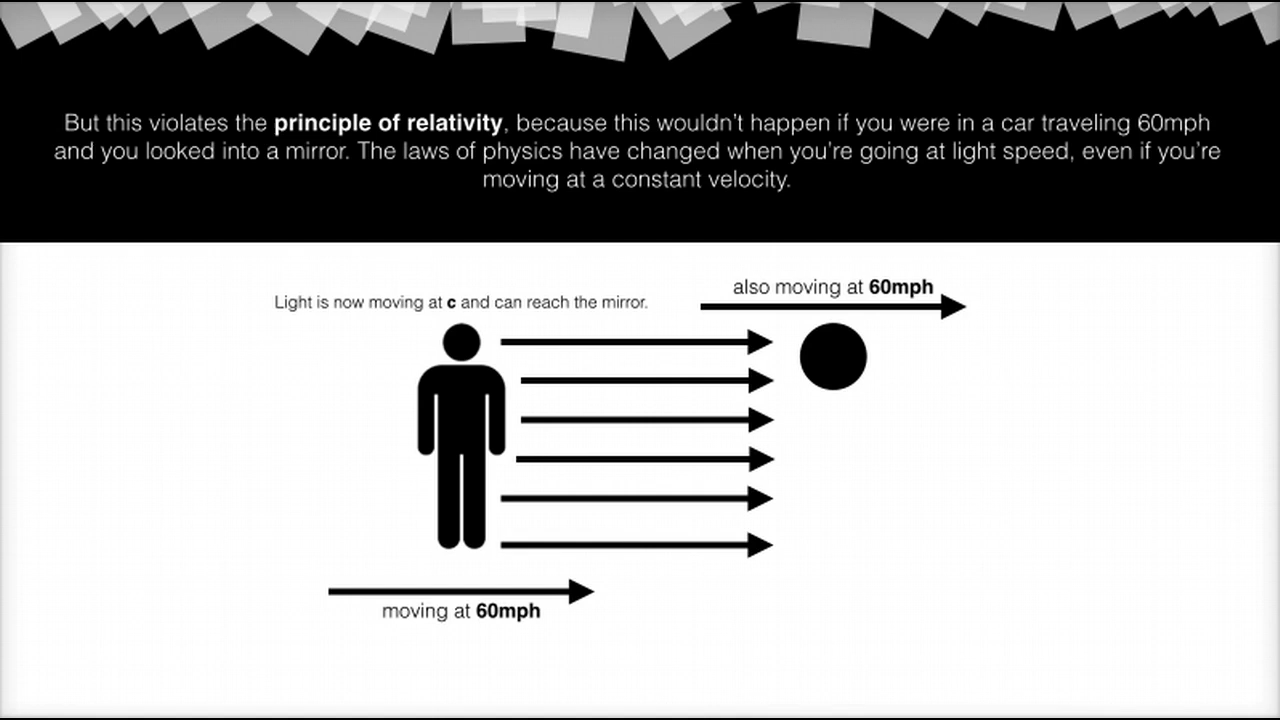 But this violates the principle of relativity, because this wouldn't happen if you were in a car traveling 60mph
and you looked into a mirror. The laws of physics have changed when you're going at light speed, even if you're
moving at a constant velocity.
also moving at 60mph
Light is now moving at c and can reach the mirror.
moving at 60mph